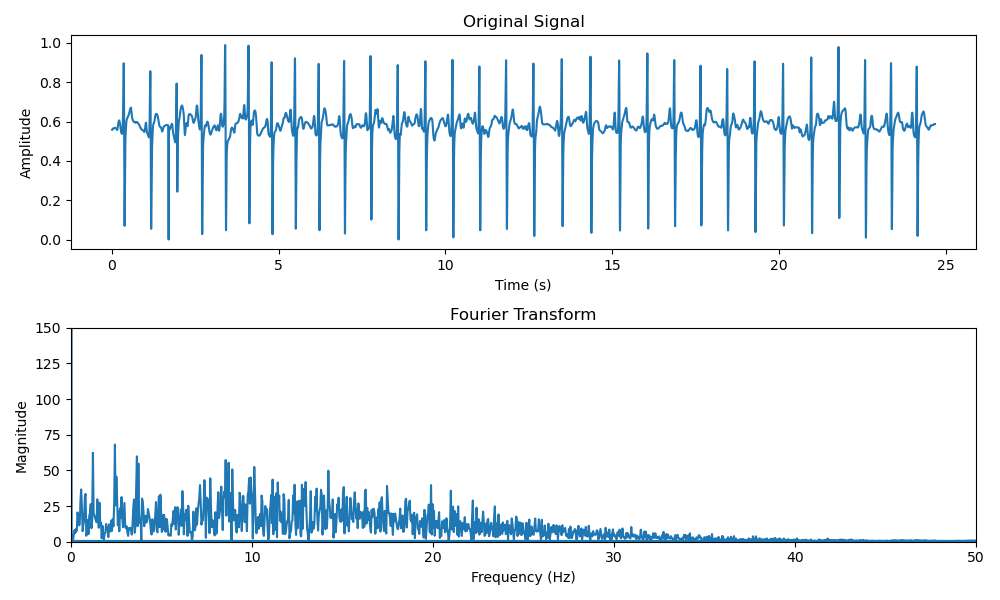 Original Signal
1.0
0.8
0.6
0.4
0.2
0.0
Amplitude
0 5 10 15 20 25
Time (s)
Fourier Transform
150
125
100
75
50
25
0
Magnitude
0 10 20 30 40 50
Frequency (Hz)